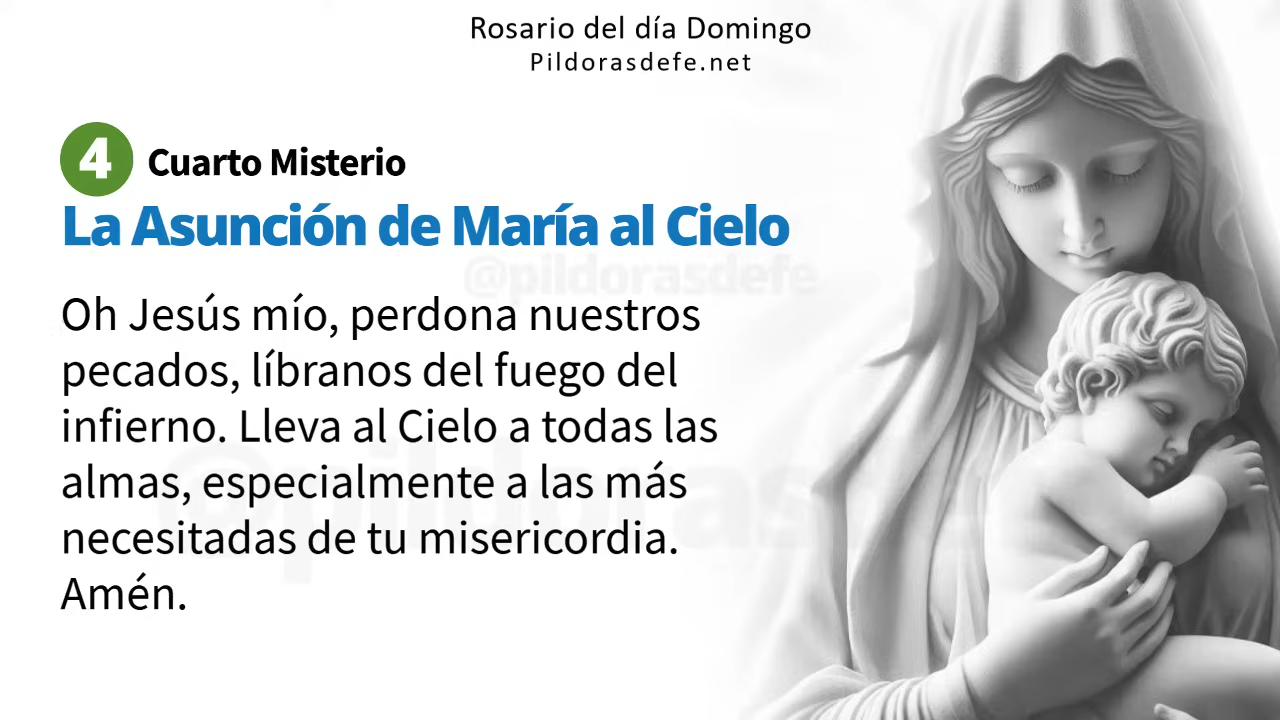 Rosario del día Domingo
Pildorasdefe.net
4 Cuarto Misterio
La Asunción de María al Cielo
@pildorasdefe
Oh Jesús mío, perdona nuestros
pecados, líbranos del fuego del
infierno. Lleva al Cielo a todas las
almas, especialmente a las más
necesitadas de tu misericordia.
Amén.